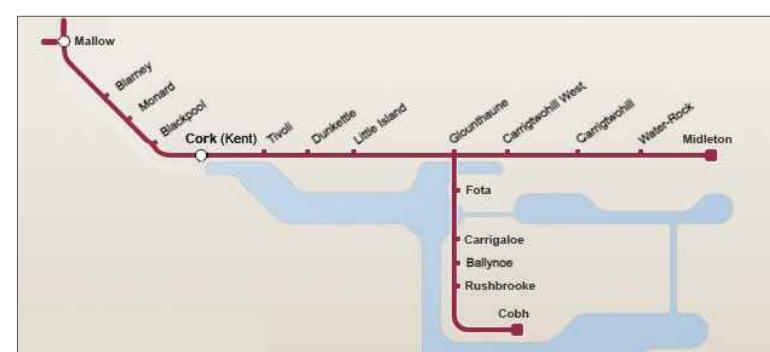 Mallow
Blarney
Monard
Blackpool
Cork (Kent)
Tivoli
Dunkettle
Little Island
Glounthaune
Carrigtwohill West
Carrigtwohill
Water-Rock
Midleton
Fota
Carrigaloe
Ballynoe
Rushbrooke
Cobh